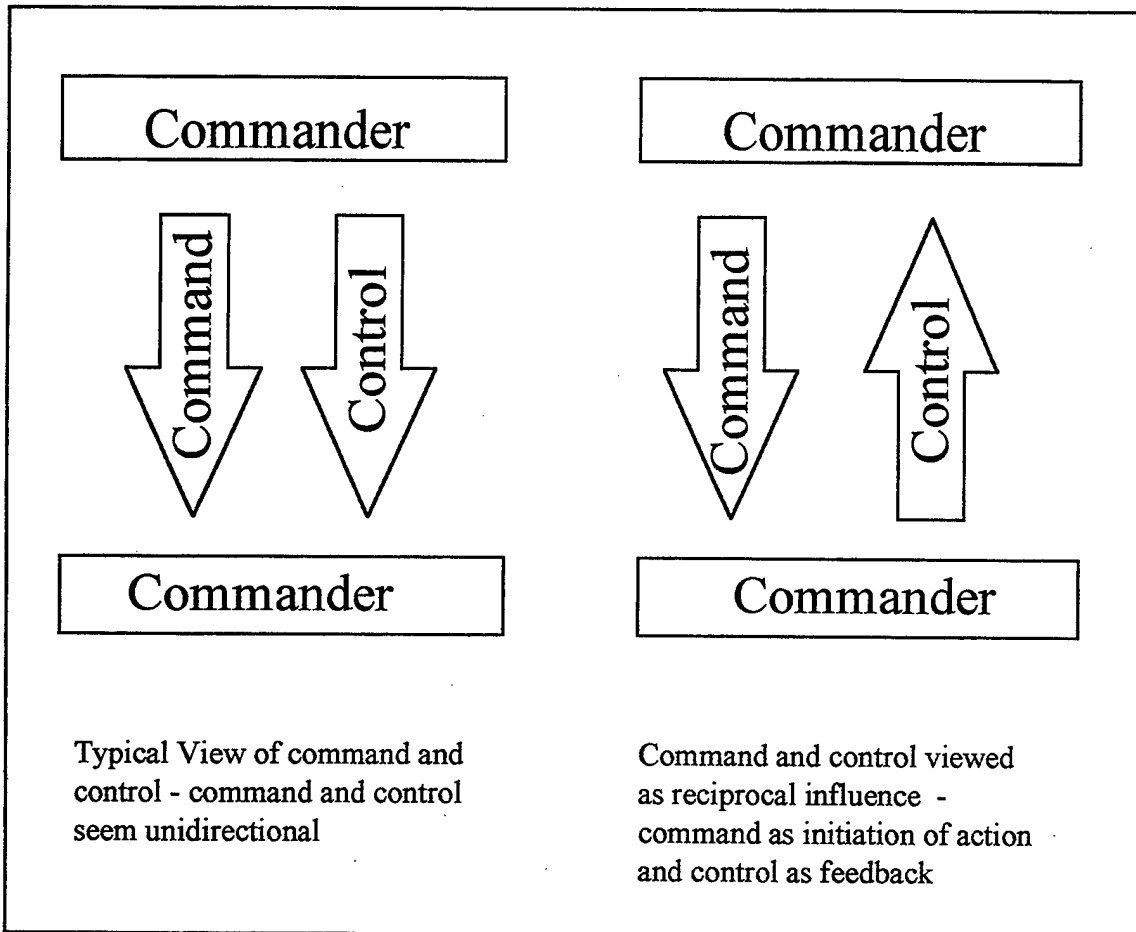 Commander
Command
Control
Commander
Typical View of command and
control - command and control
seem unidirectional
Commander
Command
Control
Commander
Command and control viewed
as reciprocal influence -
command as initiation of action
and control as feedback